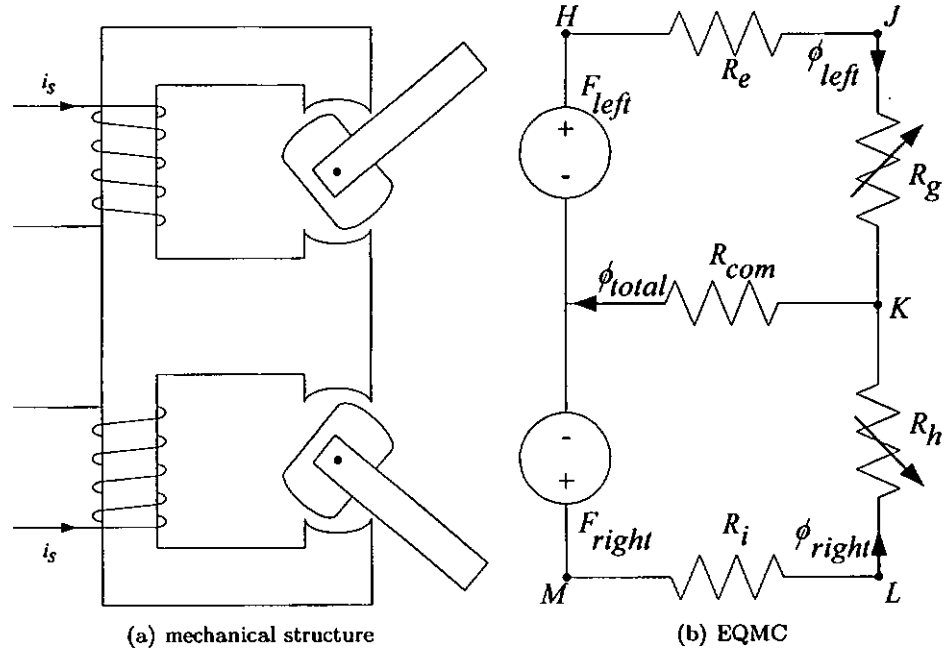 i_s
i_s
(a) mechanical structure
H
J
R_e
ϕ_left
F_left
+
-
R_g
R_com
ϕ_total
K
-
+
R_h
F_right
R_i
ϕ_right
M
L
(b) EQMC